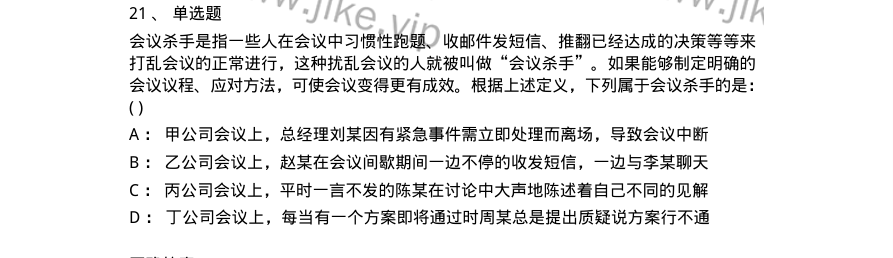 21 、 单选题
会议杀手是指一些人在会议中习惯性跑题、收邮件发短信、推翻已经达成的决策等等来
打乱会议的正常进行，这种扰乱会议的人就被叫做“会议杀手”。如果能够制定明确的
会议议程、应对方法，可使会议变得更有成效。根据上述定义，下列属于会议杀手的是：
( )
A ： 甲公司会议上，总经理刘某因有紧急事件需立即处理而离场，导致会议中断
B ： 乙公司会议上，赵某在会议间歇期间一边不停的收发短信，一边与李某聊天
C ： 丙公司会议上，平时一言不发的陈某在讨论中大声地陈述着自己不同的见解
D ： 丁公司会议上，每当有一个方案即将通过时周某总是提出质疑说方案行不通